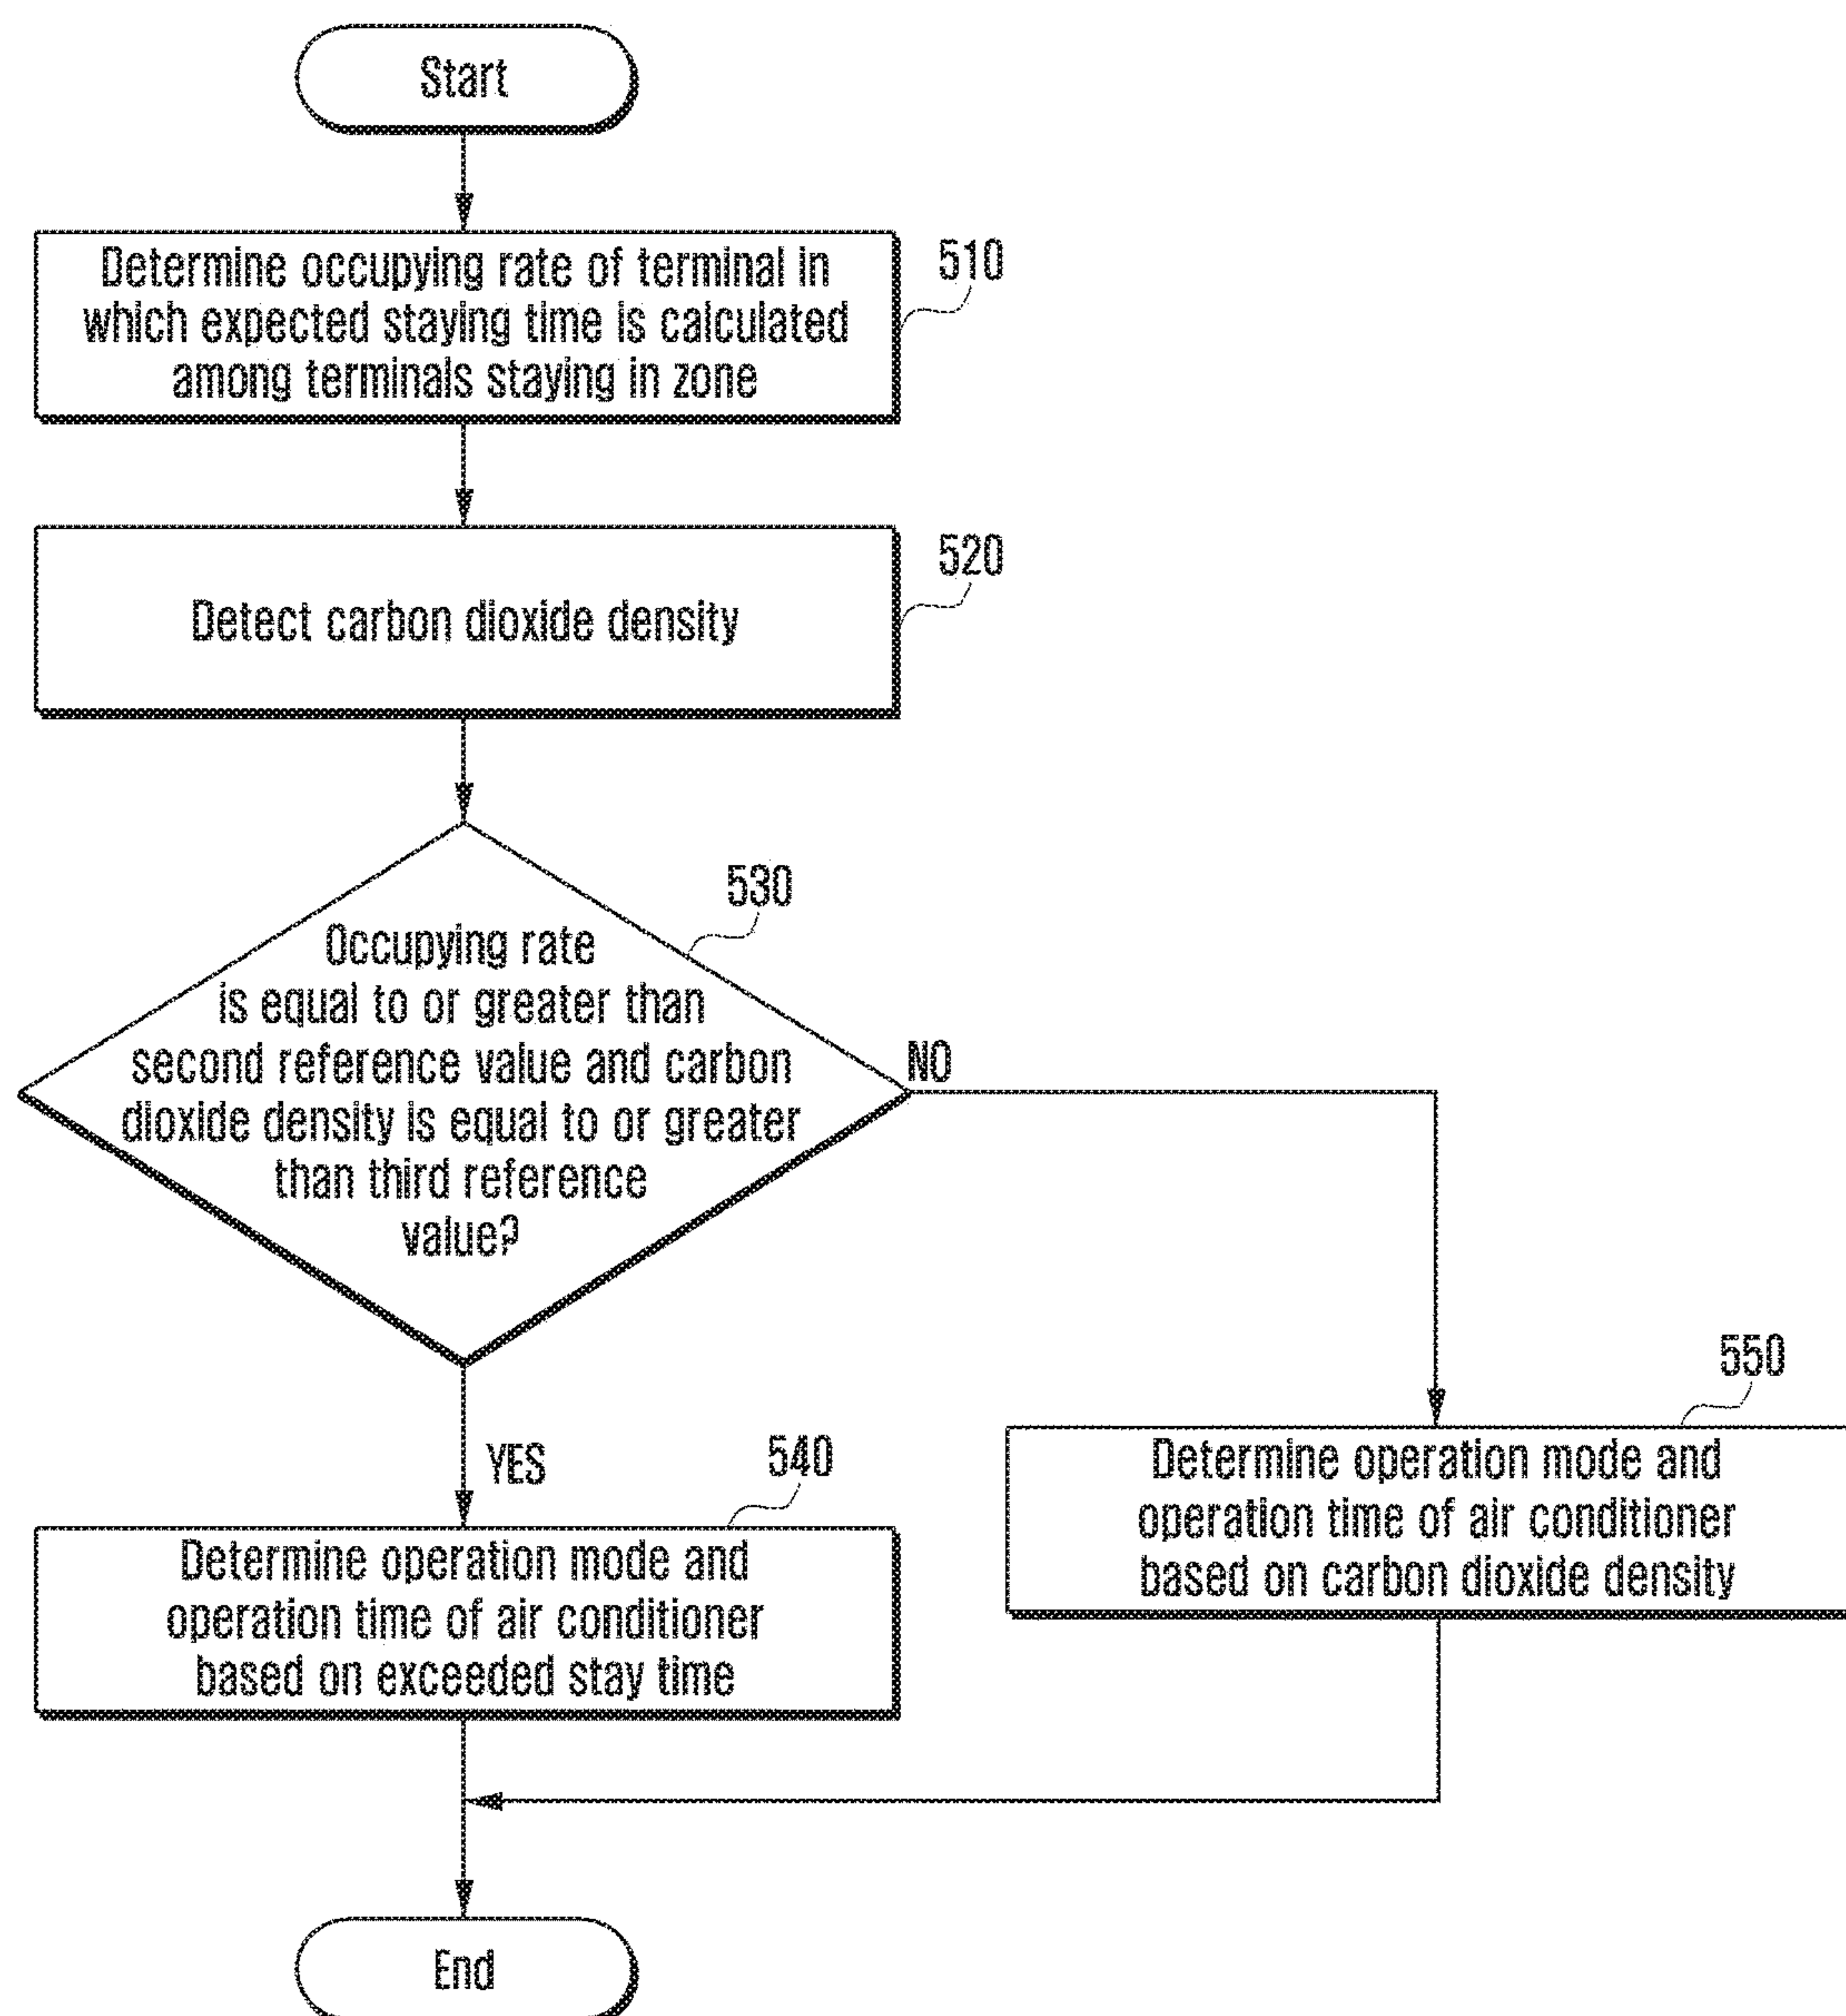 Start
Determine occupying rate of terminal in
which expected staying time is calculated
among terminals staying in zone
510
Detect carbon dioxide density
520
530
Occupying rate
is equal to or greater than
second reference value and carbon
dioxide density is equal to or greater
than third reference
value?
NO
YES
540
Determine operation mode and
operation time of air conditioner
based on exceeded stay time
550
Determine operation mode and
operation time of air conditioner
based on carbon dioxide density
End